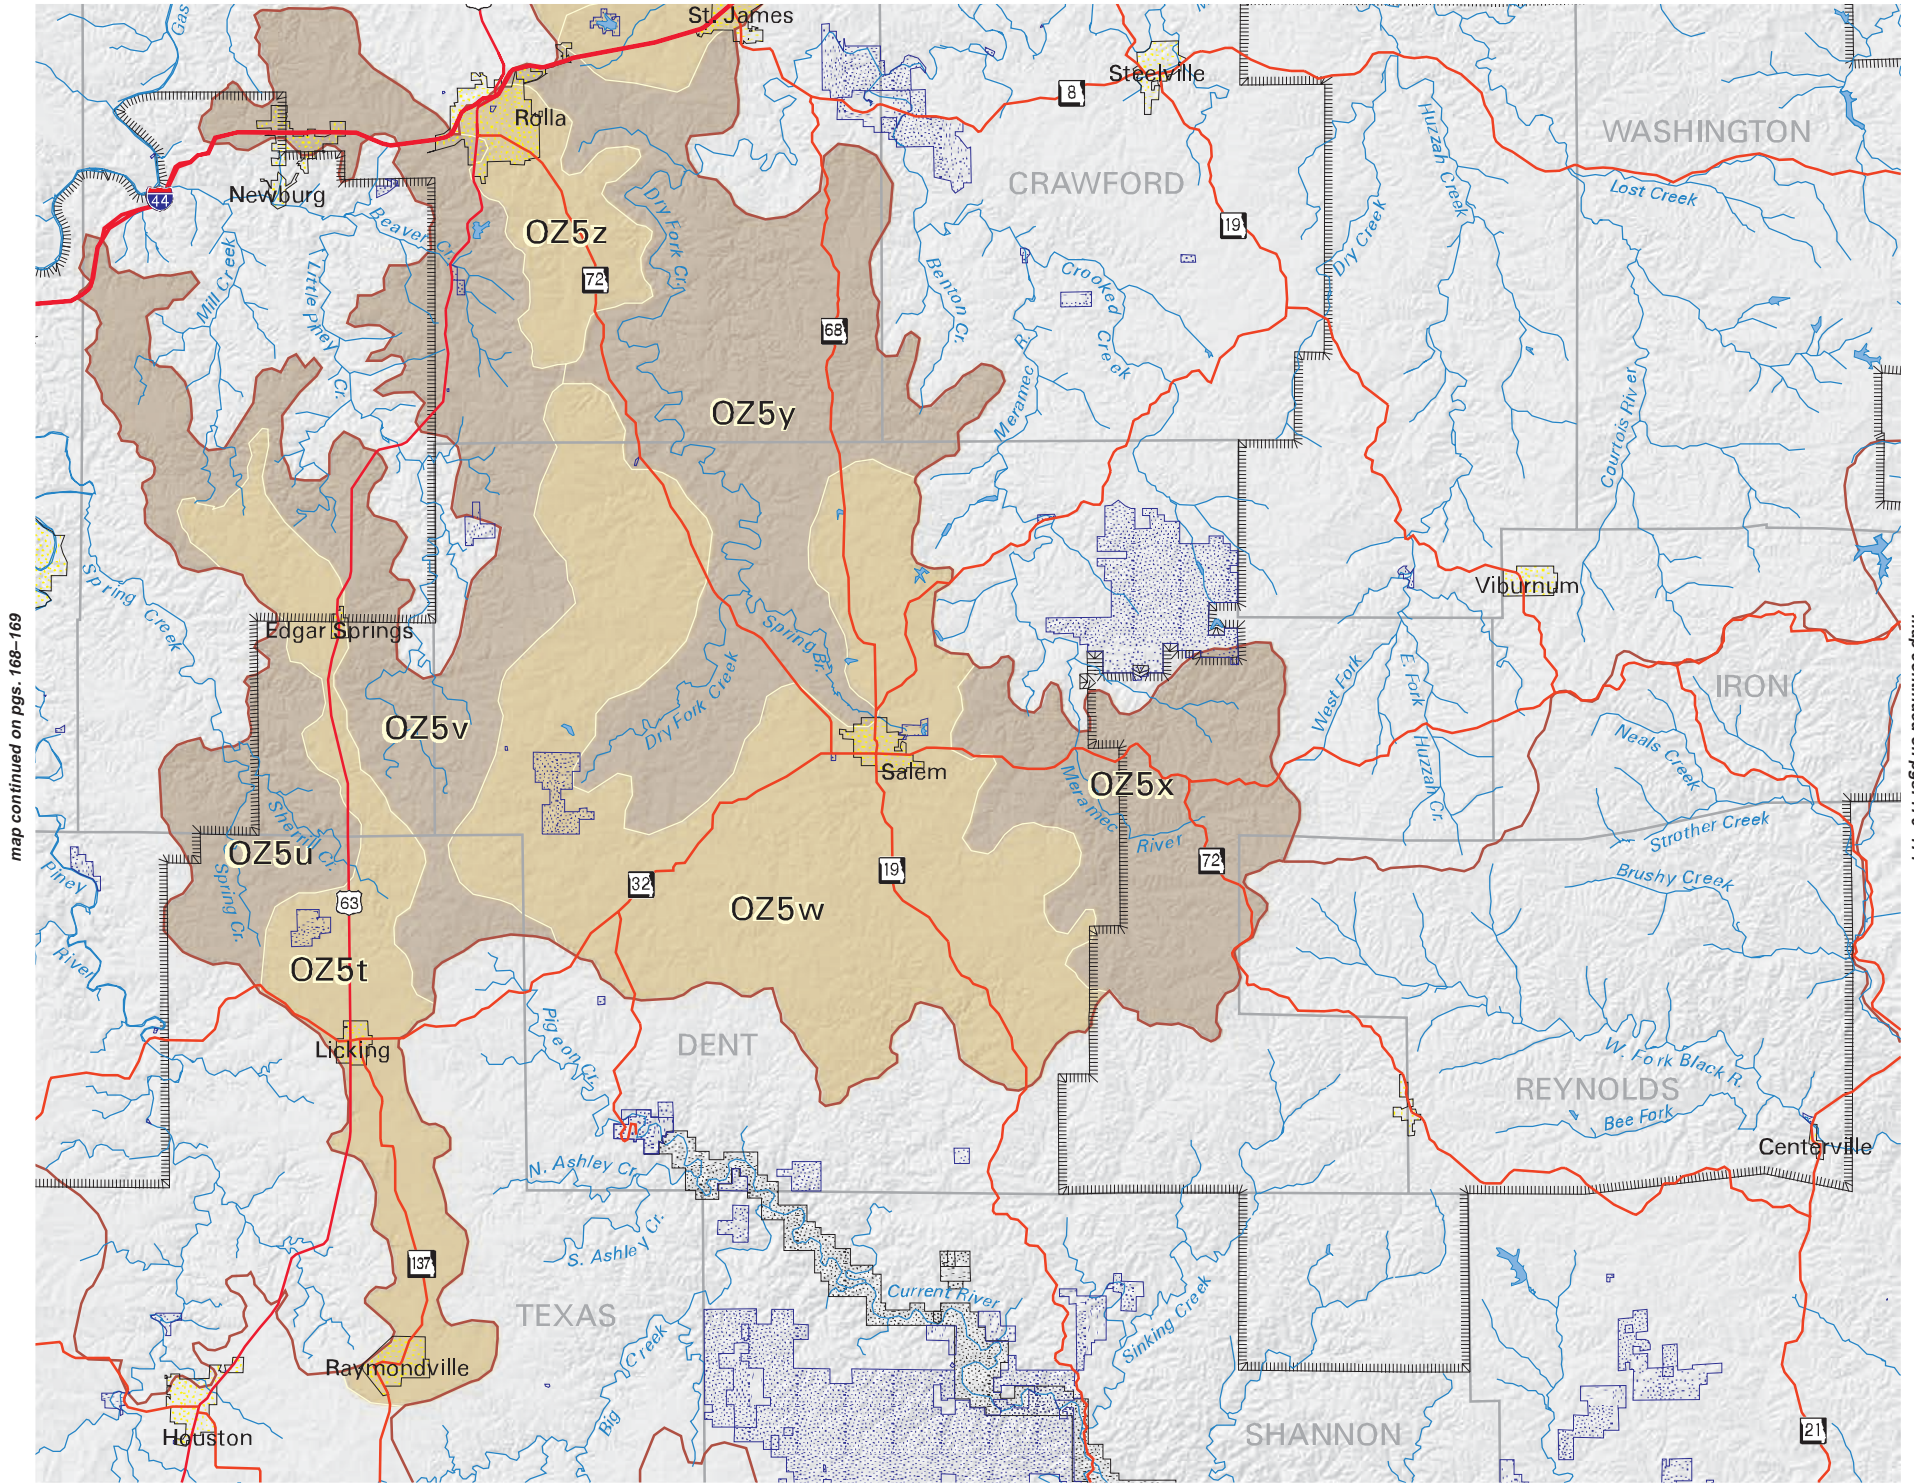 Gas
St. James
Steelville
8
Rolla
WASHINGTON
Huzzah Creek
CRAWFORD
Lost Creek
44
Newburg
Dry Fork Cr.
Beaver Cr.
19
OZ5z
Dry Creek
Mill Creek
Little Piney Cr.
72
Benton Cr.
Crooked Creek
68
Meramec R.
OZ5y
Courtois River
Spring Creek
Viburnum
map continued on pgs. 168–169
Edgar Springs
Spring Br.
Dry Fork Creek
West Fork
E. Fork
Huzzah Cr.
IRON
OZ5v
Neals Creek
Salem
OZ5x
Meramec
River
Sherrill Cr.
Strother Creek
OZ5u
72
Piney
River
Spring Cr.
32
19
Brushy Creek
63
OZ5w
OZ5t
Pigeon Cr.
DENT
Licking
W. Fork Black R.
REYNOLDS
Bee Fork
Centerville
N. Ashley Cr.
S. Ashley Cr.
137
Current River
Sinking Creek
TEXAS
Big Creek
Raymondville
Houston
SHANNON
21